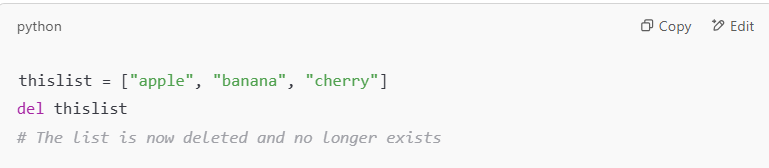 python
Copy
Edit
thislist = ["apple", "banana", "cherry"]
del thislist
# The list is now deleted and no longer exists